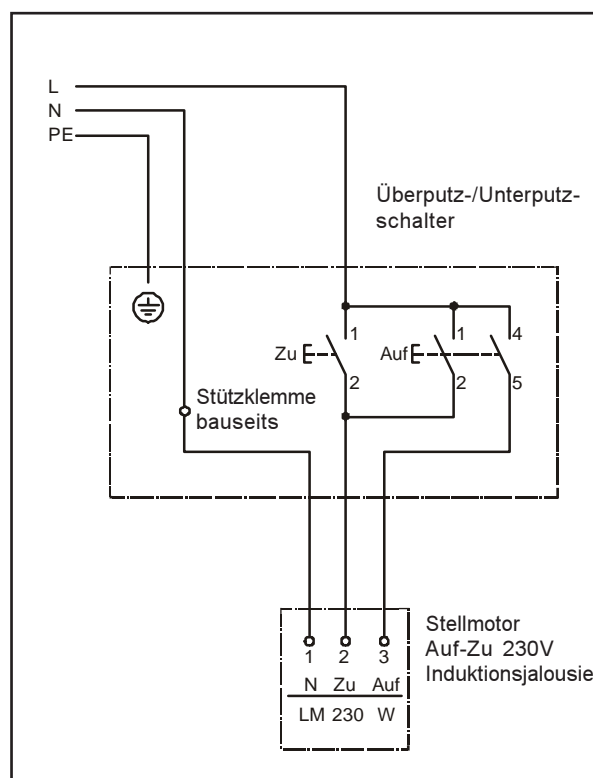 L
N
PE
Überputz-/Unterputz-
schalter
1
1
4
Zu
Auf
2
2
5
Stützklemme
bauseits
Stellmotor
Auf-Zu 230V
Induktionsjalousie
1 2 3
N Zu Auf
LM 230 W